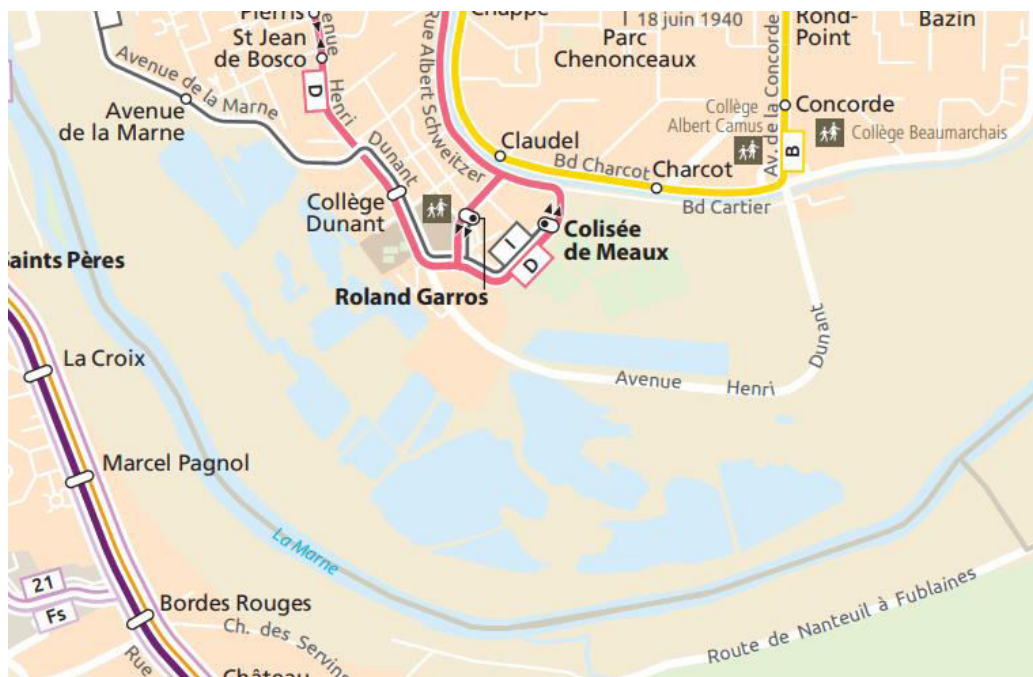 Pierris
St Jean
de Bosco
Avenue de la Marne
Avenue
de la Marne
D
Henri
Dunant
Rue Albert Schweitzer
Chappe
18 juin 1940
Parc
Chenonceaux
Rond-
Point
Bazin
Collège
Albert Camus
Av. de la Concorde
Concorde
Collège Beaumarchais
B
Claudel
Bd Charcot
Charcot
Bd Cartier
Collège
Dunant
I
D
Colisée
de Meaux
Roland Garros
Saints Pères
La Croix
Avenue Henri Dunant
Marcel Pagnol
La Marne
21
Fs
Bordes Rouges
Ch. des Servins
Rue
Château
Route de Nanteuil à Fublaines